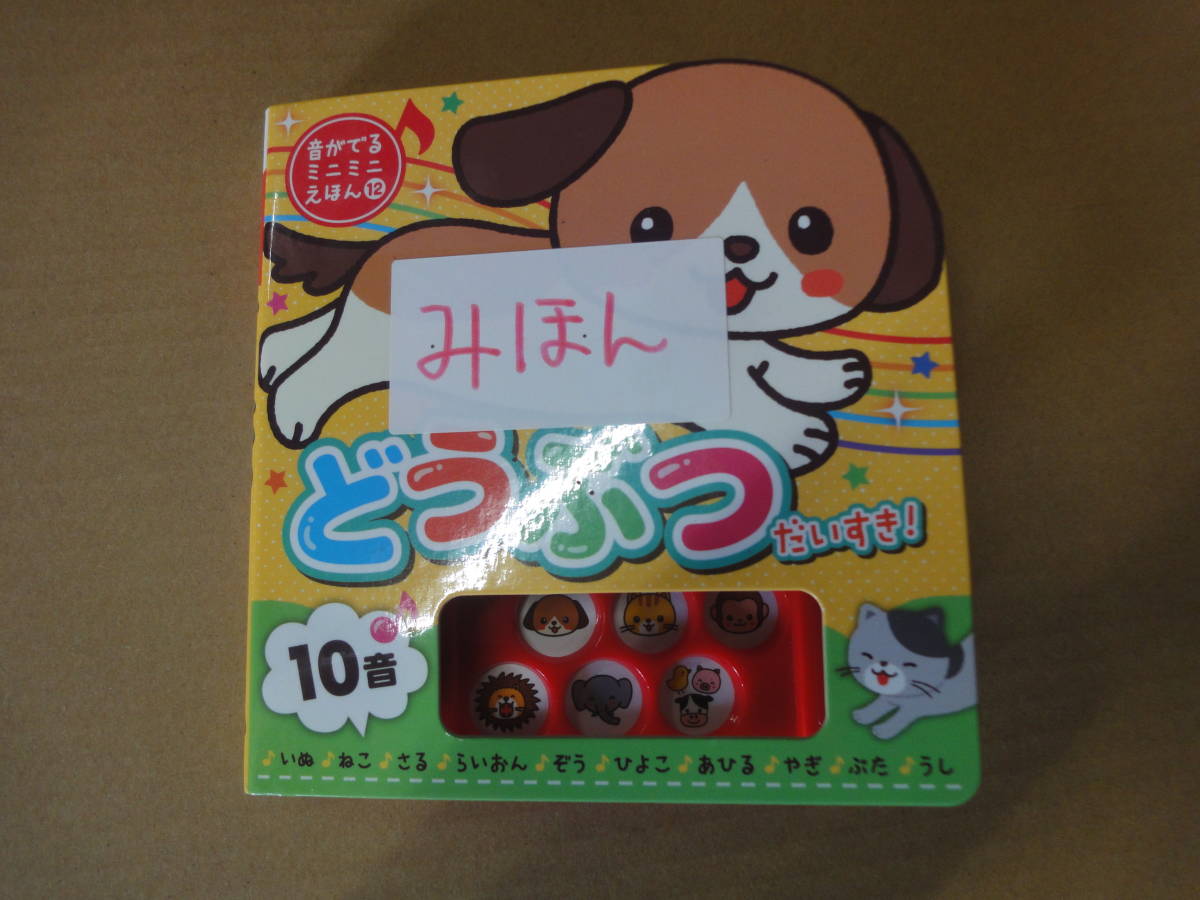 音がでる
ミニミニ
えほん⑫
みほん
どうぶつ
だいすき!
10音
♪いぬ♪ねこ♪さる♪らいおん♪ぞう♪ひよこ♪あひる♪やぎ♪ぶた♪うし